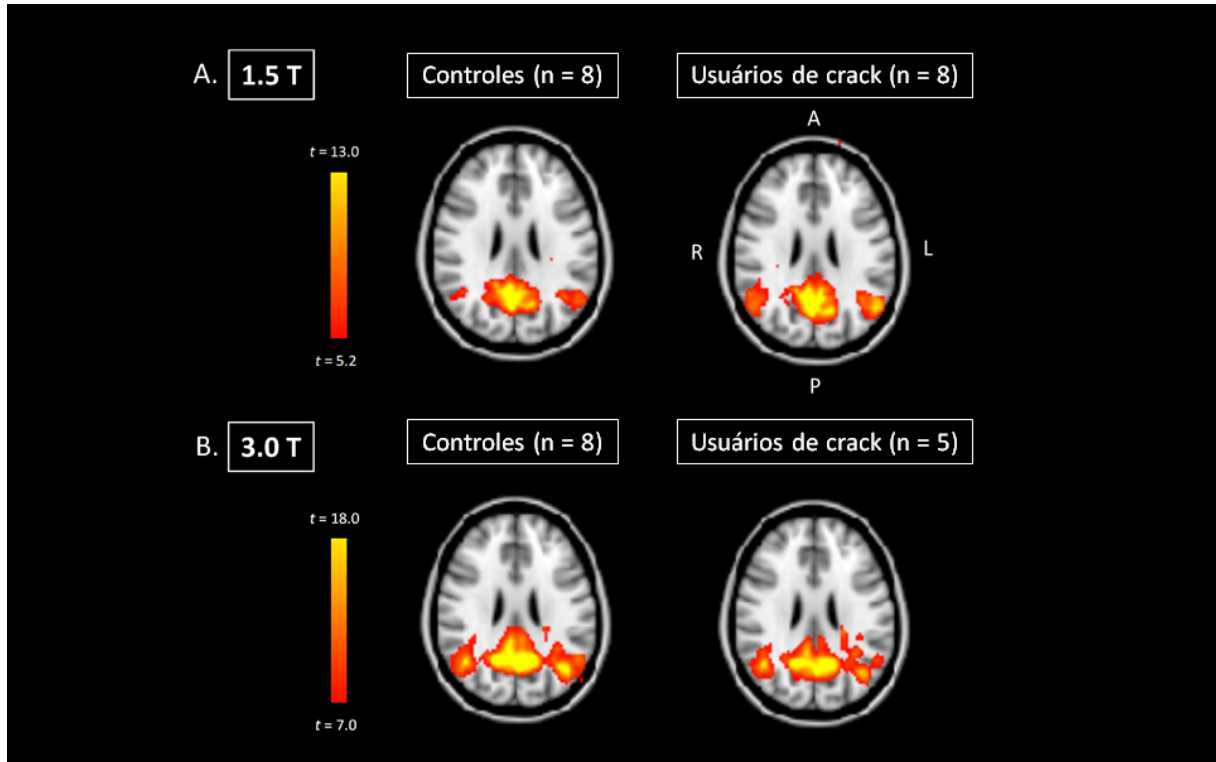 A. 1.5 T
Controles (n = 8)
Usuários de crack (n = 8)
A
t = 13.0
R
L
t = 5.2
P
B. 3.0 T
Controles (n = 8)
Usuários de crack (n = 5)
t = 18.0
t = 7.0